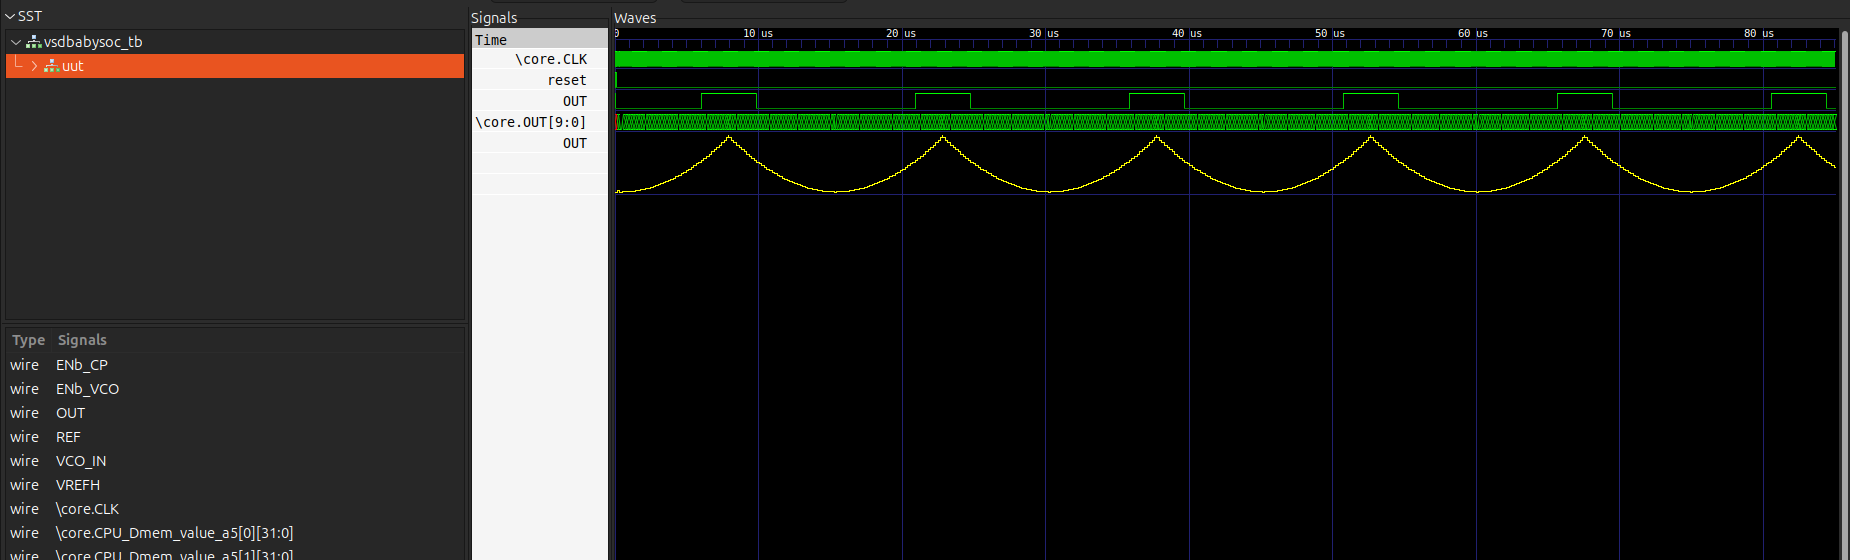 SST
vsdbabysoc_tb
uut
Type Signals
wire ENb_CP
wire ENb_VCO
wire OUT
wire REF
wire VCO_IN
wire VREFH
wire \core.CLK
wire \core.CPU_Dmem_value_a5[0][31:0]
wire \core.CPU_Dmem_value_a5[1][31:0]
Signals
Time
\core.CLK
reset
OUT
\core.OUT[9:0]
OUT
Waves
0 10 us 20 us 30 us 40 us 50 us 60 us 70 us 80 us